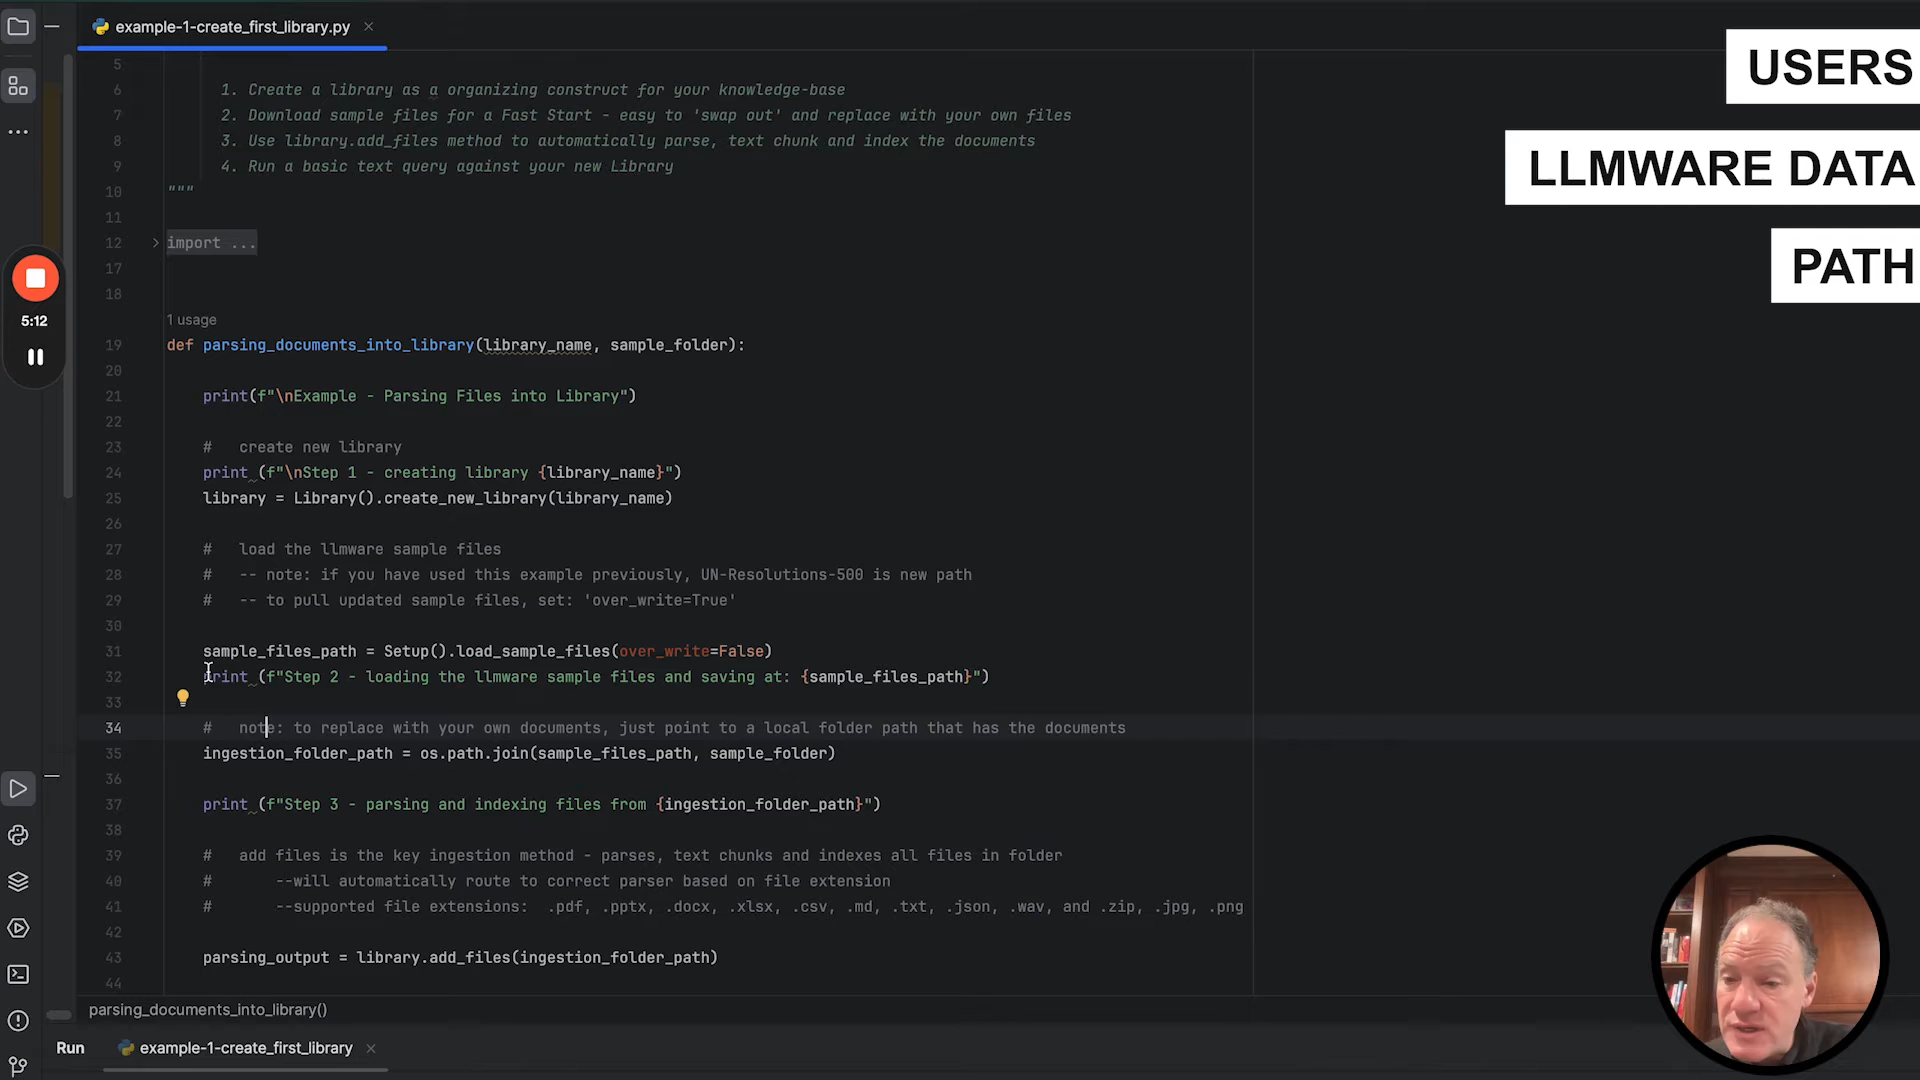 example-1-create_first_library.py
USERS
LLMWARE DATA
PATH
5
6 1. Create a library as a organizing construct for your knowledge-base
7 2. Download sample files for a Fast Start - easy to 'swap out' and replace with your own files
8 3. Use library.add_files method to automatically parse, text chunk and index the documents
9 4. Run a basic text query against your new Library
10 """
11
12 import ...
17
18
1 usage
19 def parsing_documents_into_library(library_name, sample_folder):
20
21 print(f"\nExample - Parsing Files into Library")
22
23 # create new library
24 print (f"\nStep 1 - creating library {library_name}")
25 library = Library().create_new_library(library_name)
26
27 # load the llmware sample files
28 # -- note: if you have used this example previously, UN-Resolutions-500 is new path
29 # -- to pull updated sample files, set: 'over_write=True'
30
31 sample_files_path = Setup().load_sample_files(over_write=False)
32 print (f"Step 2 - loading the llmware sample files and saving at: {sample_files_path}")
33
34 # note: to replace with your own documents, just point to a local folder path that has the documents
35 ingestion_folder_path = os.path.join(sample_files_path, sample_folder)
36
37 print (f"Step 3 - parsing and indexing files from {ingestion_folder_path}")
38
39 # add files is the key ingestion method - parses, text chunks and indexes all files in folder
40 # --will automatically route to correct parser based on file extension
41 # --supported file extensions: .pdf, .pptx, .docx, .xlsx, .csv, .md, .txt, .json, .wav, and .zip, .jpg, .png
42
43 parsing_output = library.add_files(ingestion_folder_path)
44
5:12
parsing_documents_into_library()
Run example-1-create_first_library